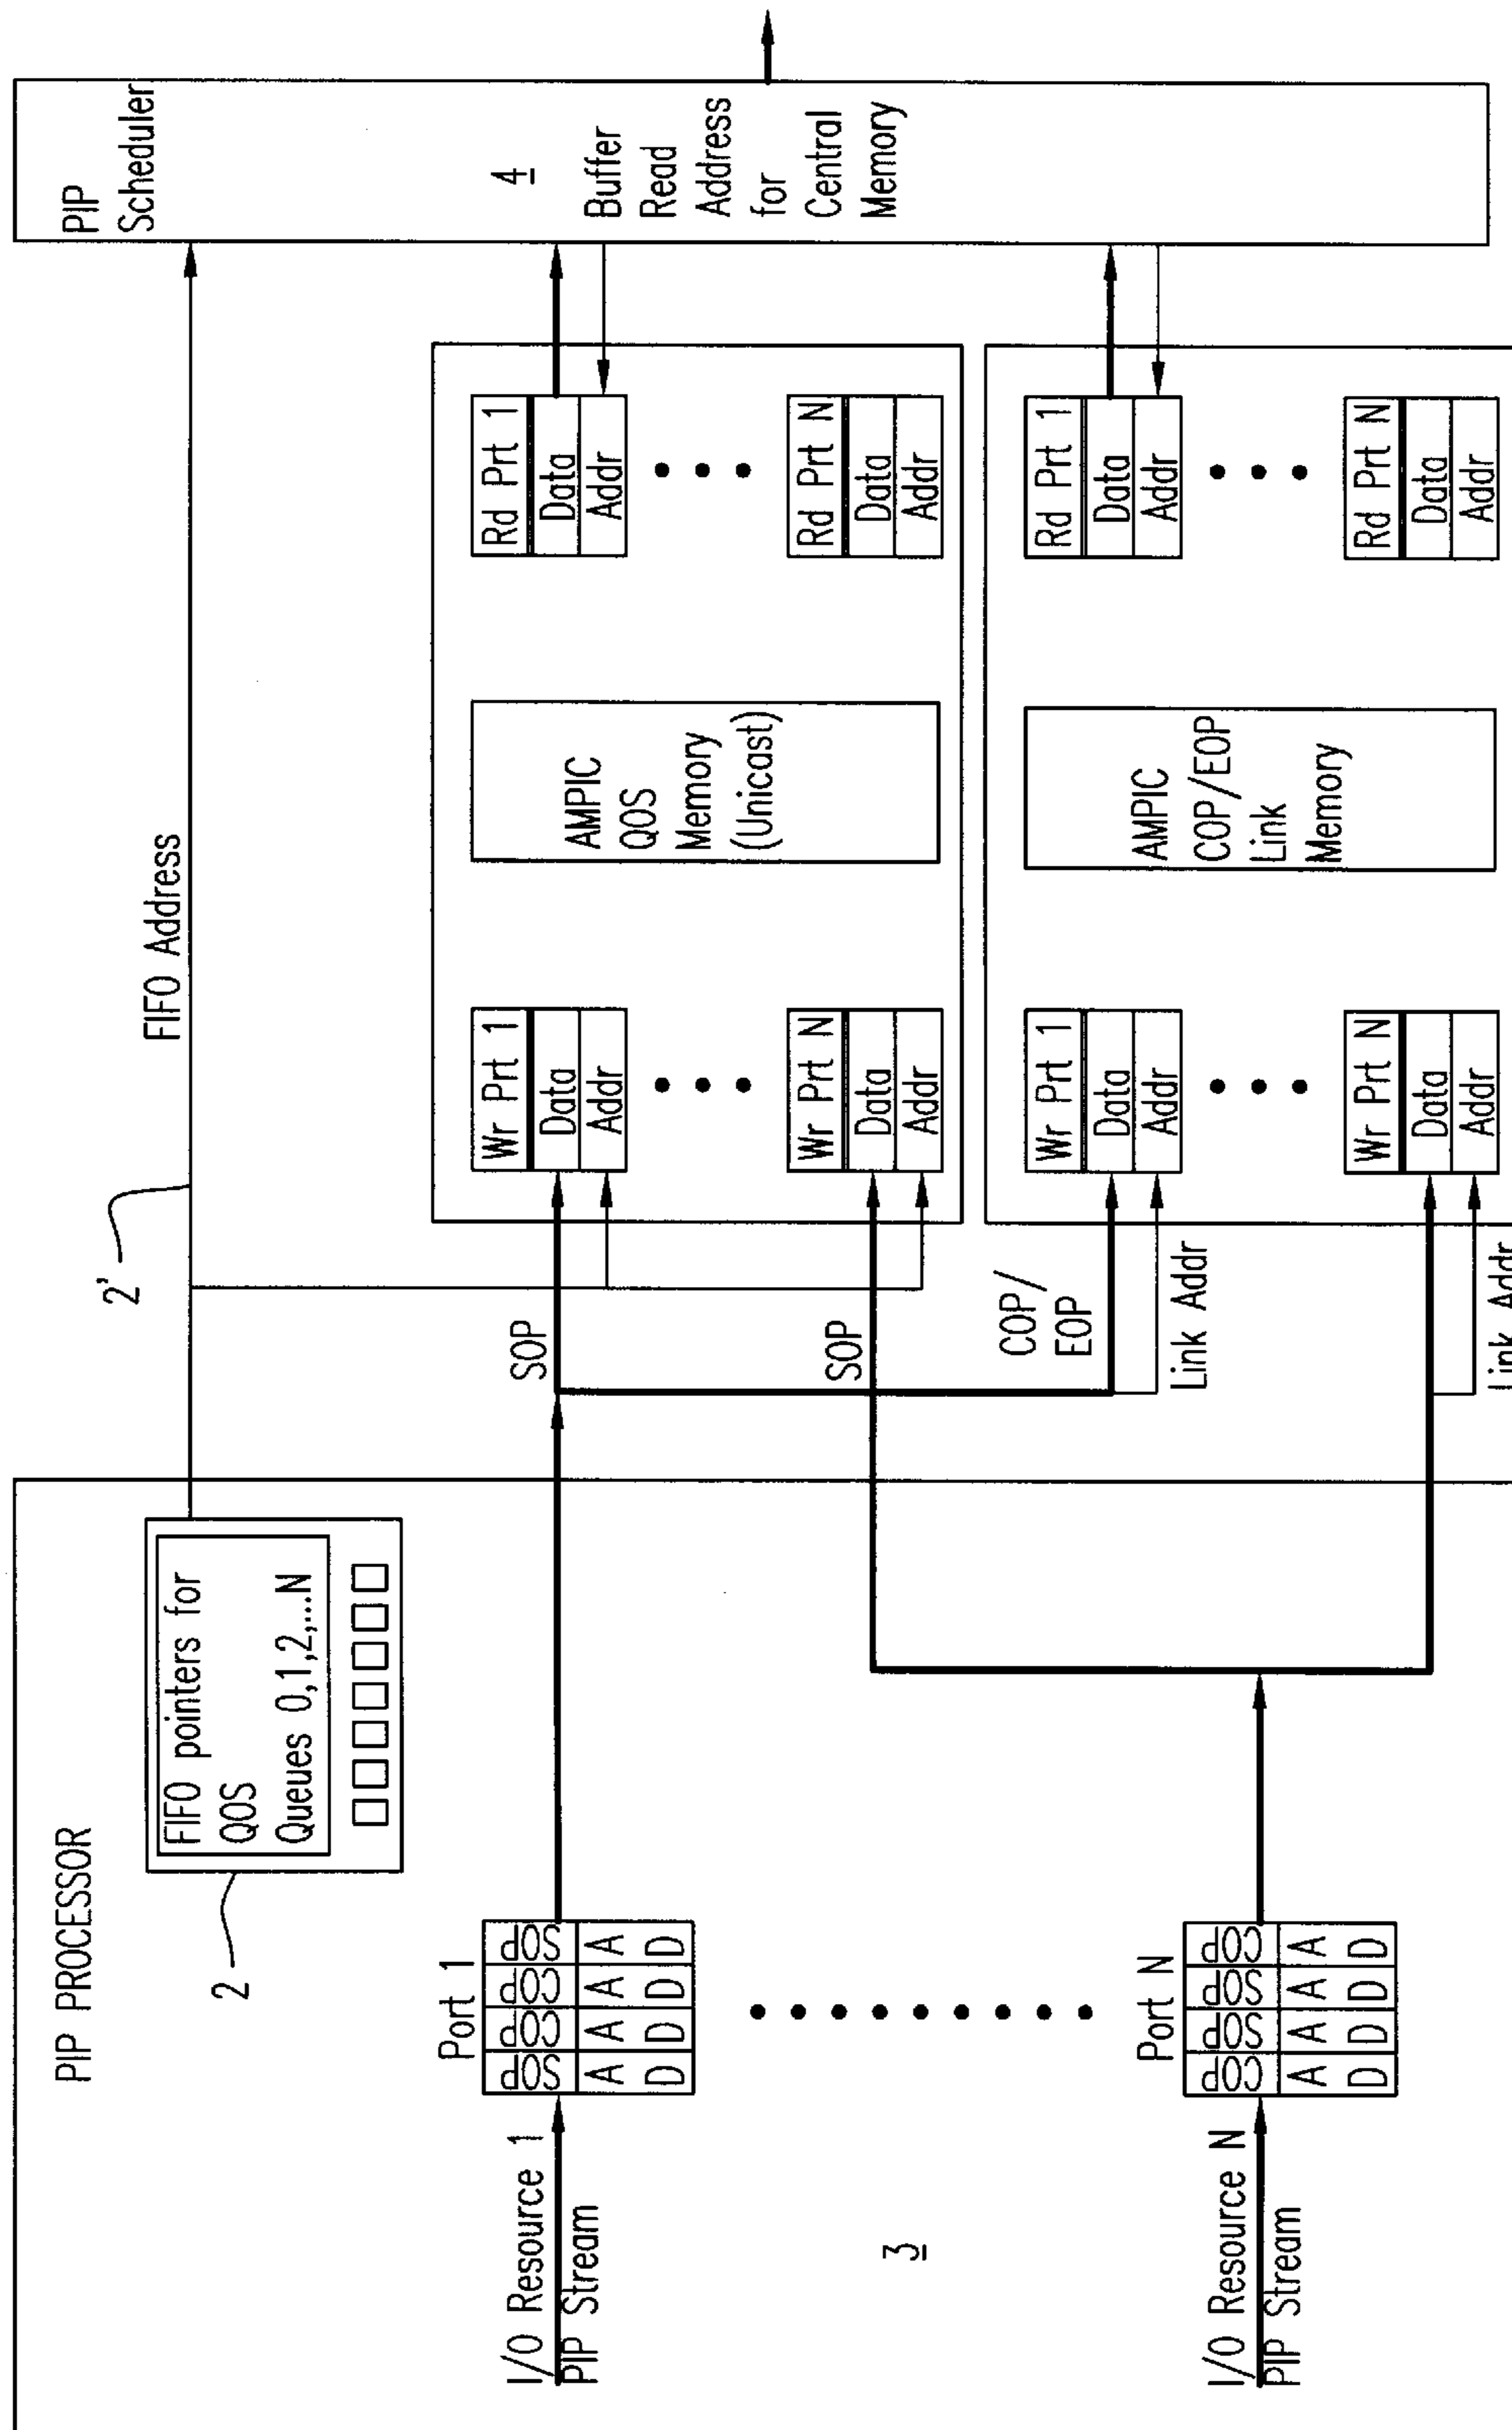 PIP PROCESSOR
FIFO pointers for
QOS
Queues 0,1,2,...N
2
2'
FIFO Address
PIP
Scheduler
4
Buffer
Read
Address
for
Central
Memory
I/O Resource 1
PIP Stream
Port 1
SOP COP COP SOP
A A A A
D D D D
SOP
Wr Prt 1
Data
Addr
Wr Prt N
Data
Addr
AMPIC
QOS
Memory
(Unicast)
Rd Prt 1
Data
Addr
Rd Prt N
Data
Addr
3
SOP
COP/
EOP
Link Addr
I/O Resource N
PIP Stream
Port N
COP SOP SOP COP
A A A A
D D D D
Wr Prt 1
Data
Addr
Wr Prt N
Data
Addr
Link Addr
AMPIC
COP/EOP
Link
Memory
Rd Prt 1
Data
Addr
Rd Prt N
Data
Addr